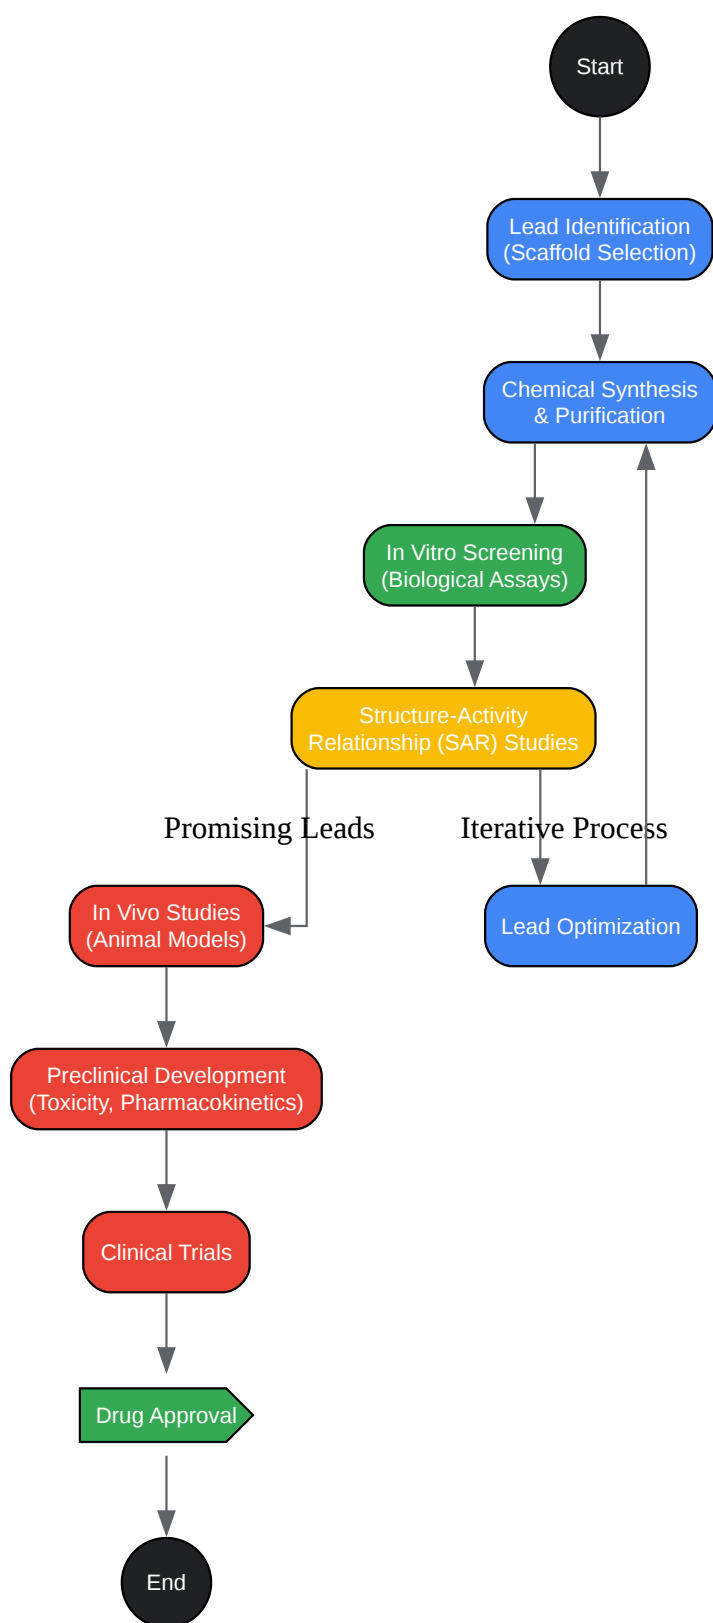 Start
Lead Identification
(Scaffold Selection)
Chemical Synthesis
& Purification
In Vitro Screening
(Biological Assays)
Structure-Activity
Relationship (SAR) Studies
Promising Leads
Iterative Process
In Vivo Studies
(Animal Models)
Lead Optimization
Preclinical Development
(Toxicity, Pharmacokinetics)
Clinical Trials
Drug Approval
End